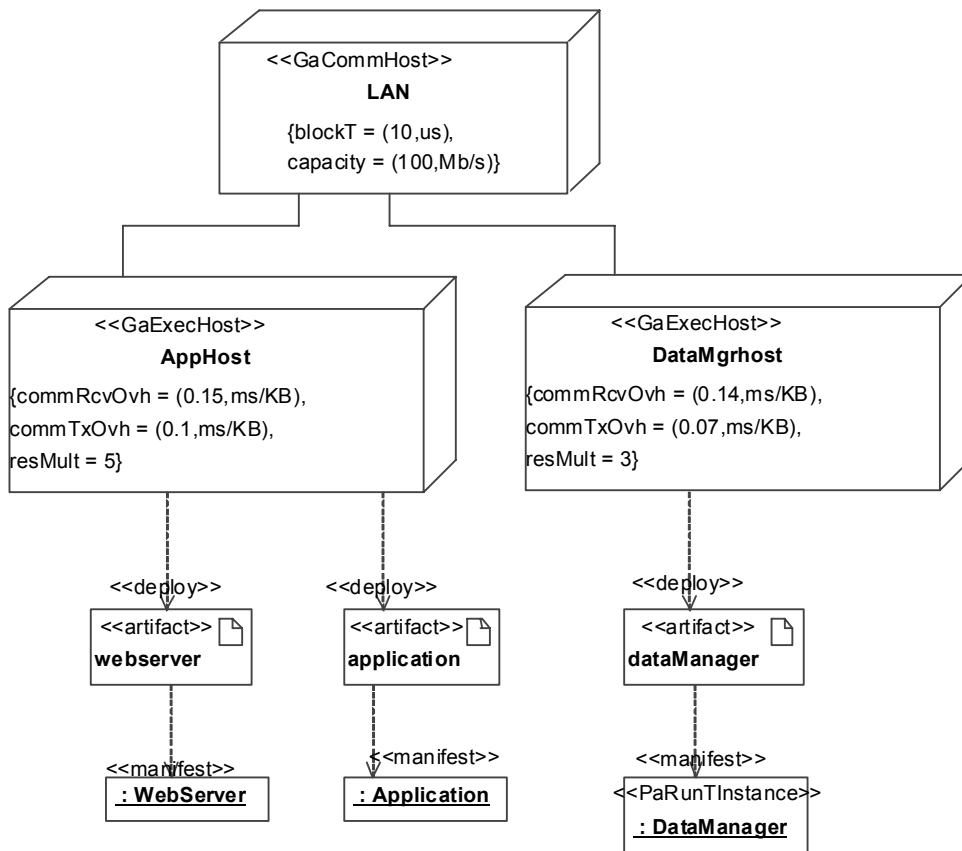 <<GaCommHost>>
LAN
{blockT = (10,us),
capacity = (100,Mb/s)}
<<GaExecHost>>
AppHost
{commRcvOvh = (0.15,ms/KB),
commTxOvh = (0.1,ms/KB),
resMult = 5}
<<GaExecHost>>
DataMgrhost
{commRcvOvh = (0.14,ms/KB),
commTxOvh = (0.07,ms/KB),
resMult = 3}
<<deploy>>
<<deploy>>
<<deploy>>
<<artifact>>
webserver
<<artifact>>
application
<<artifact>>
dataManager
<<manifest>>
<<manifest>>
<<manifest>>
: WebServer
: Application
<<PaRunTInstance>>
: DataManager